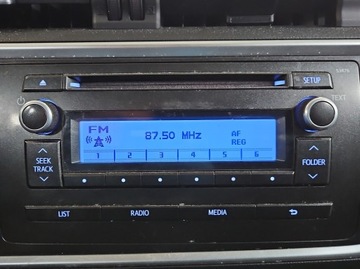 SETUP
TEXT
FM
87.50 MHz
AF
REG
1 2 3 4 5 6
SEEK
TRACK
FOLDER
LIST
RADIO
MEDIA